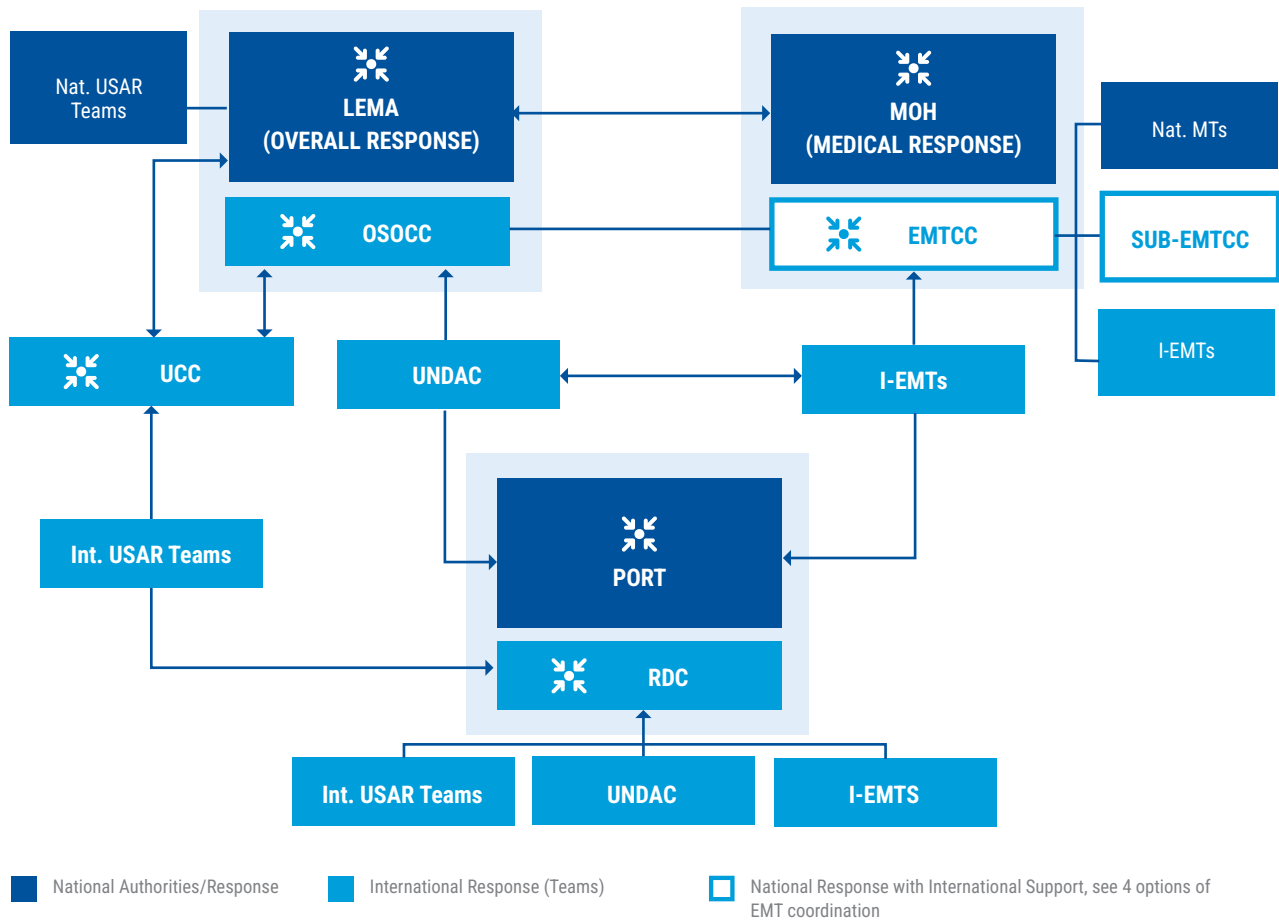 Nat. USAR
Teams
LEMA
(OVERALL RESPONSE)
MOH
(MEDICAL RESPONSE)
Nat. MTs
OSOCC
EMTCC
SUB-EMTCC
UCC
UNDAC
I-EMTs
I-EMTs
Int. USAR Teams
PORT
RDC
Int. USAR Teams
UNDAC
I-EMTS
National Authorities/Response
International Response (Teams)
National Response with International Support, see 4 options of
EMT coordination